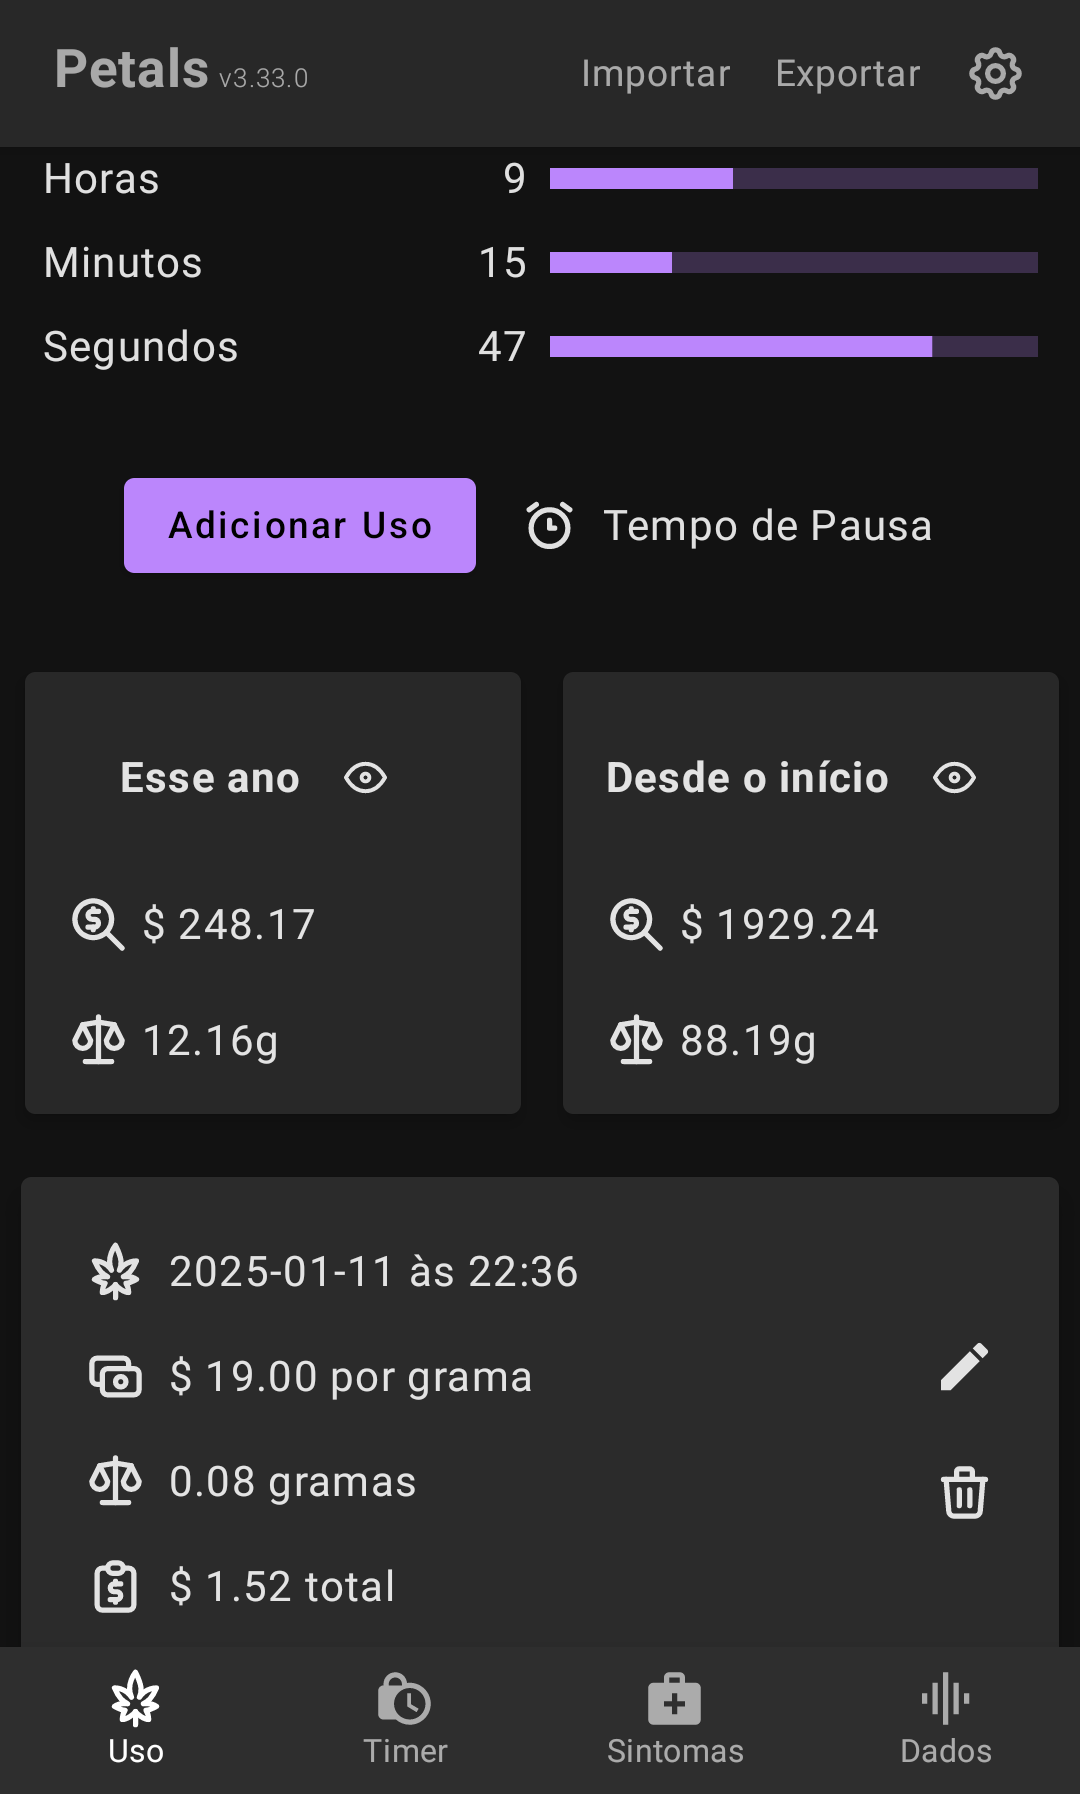 Petals v3.33.0 Importar Exportar
Horas 9
Minutos 15
Segundos 47
Adicionar Uso Tempo de Pausa
Esse ano Desde o início
$ 248.17 $ 1929.24
12.16g 88.19g
2025-01-11 às 22:36
$ 19.00 por grama
0.08 gramas
$ 1.52 total
Uso Timer Sintomas Dados